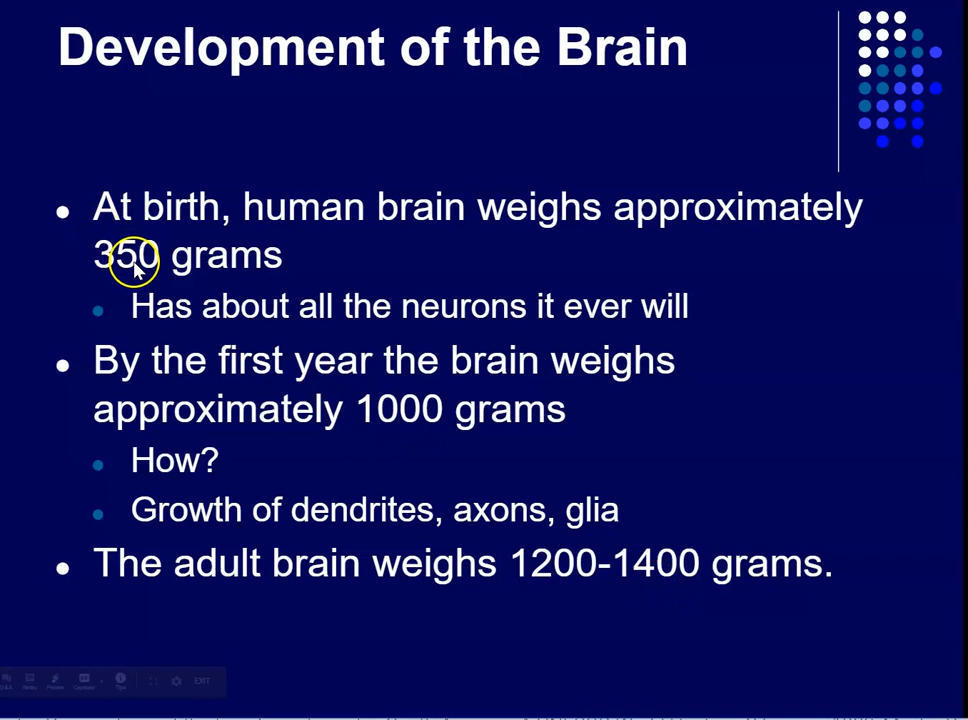 Development of the Brain
At birth, human brain weighs approximately
350 grams
Has about all the neurons it ever will
By the first year the brain weighs
approximately 1000 grams
How?
Growth of dendrites, axons, glia
The adult brain weighs 1200-1400 grams.
Q&A
Tips
EXIT